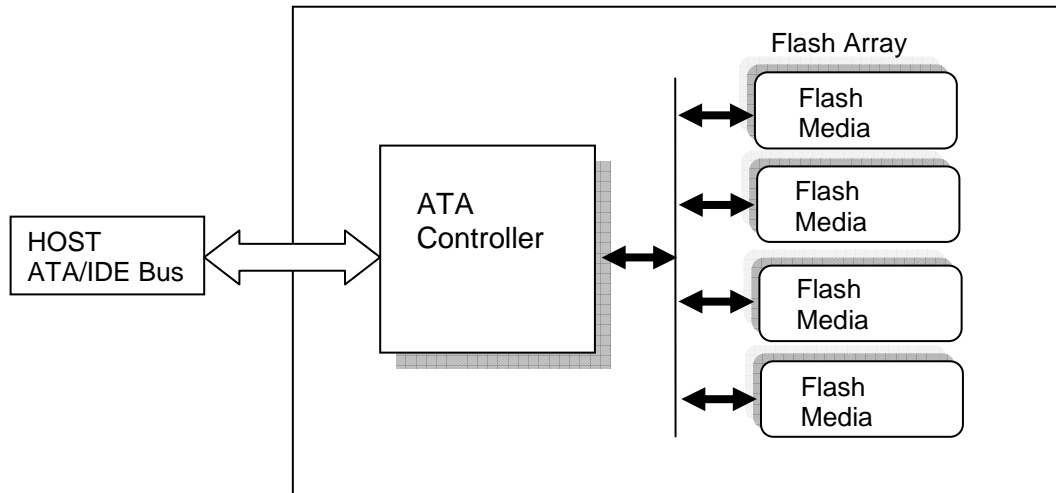 Flash Array
Flash
Media
ATA
Controller
Flash
Media
HOST
ATA/IDE Bus
Flash
Media
Flash
Media